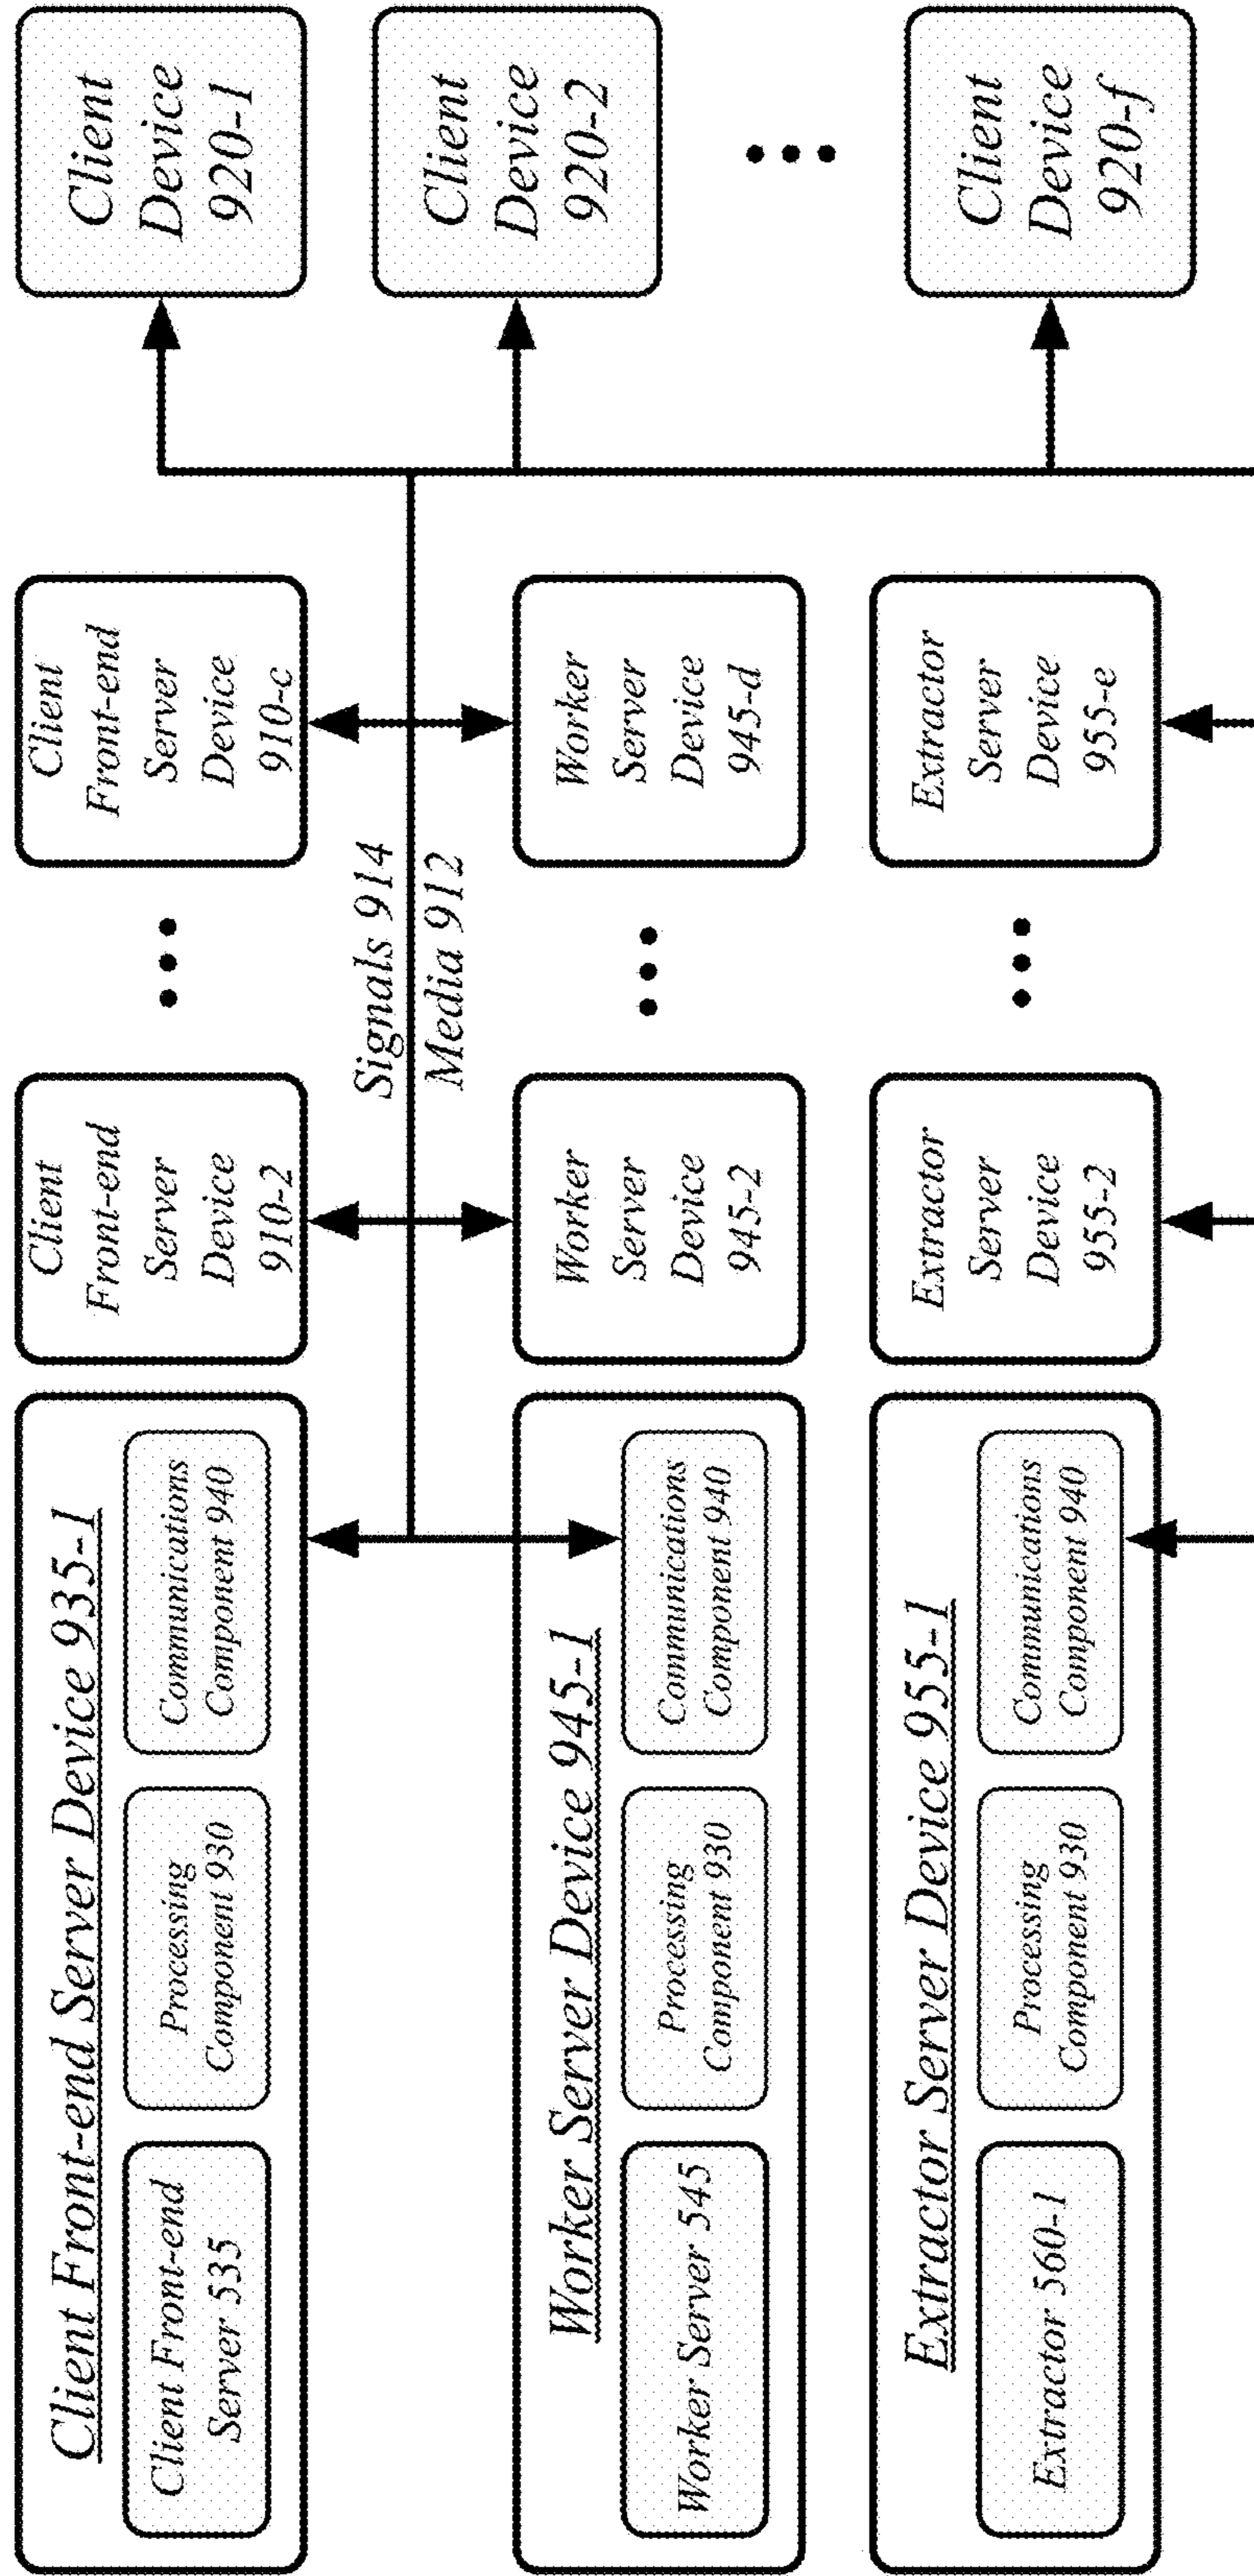 Client Front-end Server Device 935-1
Client Front-end
Server 535
Processing
Component 930
Communications
Component 940
Client
Front-end
Server
Device
910-2
Client
Front-end
Server
Device
910-c
Client
Device
920-1
Signals 914
Media 912
Client
Device
920-2
Worker Server Device 945-1
Worker Server 545
Processing
Component 930
Communications
Component 940
Worker
Server
Device
945-2
Worker
Server
Device
945-d
Extractor Server Device 955-1
Extractor 560-1
Processing
Component 930
Communications
Component 940
Extractor
Server
Device
955-2
Extractor
Server
Device
955-e
Client
Device
920-f